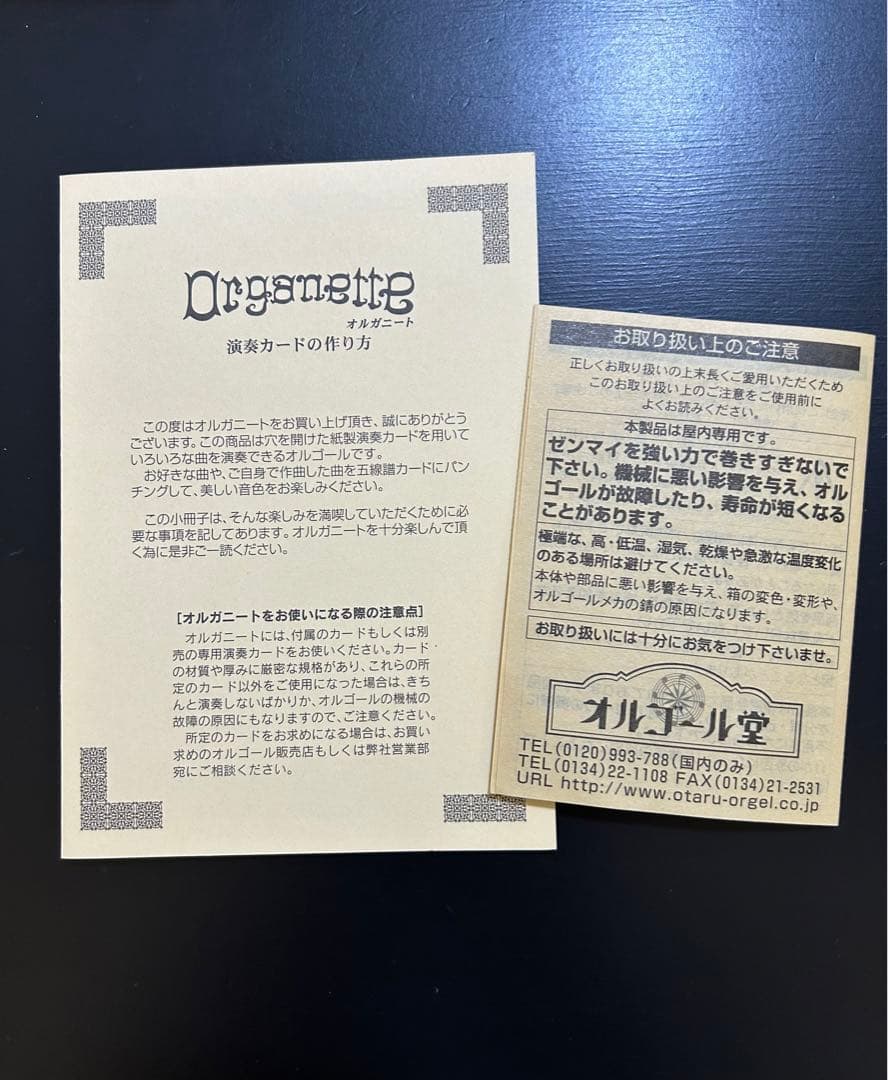 Organette
オルガニート
演奏カードの作り方
この度はオルガニートをお買い上げ頂き、誠にありがとう
ございます。この商品は穴を開けた紙製演奏カードを用いて
いろいろな曲を演奏できるオルゴールです。
お好きな曲や、ご自身で作曲した曲を五線譜カードにパン
チングして、美しい音色をお楽しみください。
この小冊子は、そんな楽しみを満喫していただくために必
要な事項を記してあります。オルガニートを十分楽しんで頂
く為に是非ご一読ください。
[オルガニートをお使いになる際の注意点]
オルガニートには、付属のカードもしくは別
売の専用演奏カードをお使いください。カード
の材質や厚みに厳密な規格があり、これらの所
定のカード以外をご使用になった場合は、きち
んと演奏しないばかりか、オルゴールの機械の
故障の原因にもなりますので、ご注意ください。
所定のカードをお求めになる場合は、お買い
求めのオルゴール販売店もしくは弊社営業部
宛にご相談ください。
お取り扱い上のご注意
正しくお取り扱いの上末長くご愛用いただくため
このお取り扱い上のご注意をご使用前に
よくお読みください。
本製品は屋内専用です。
ゼンマイを強い力で巻きすぎないで
下さい。機械に悪い影響を与え、オル
ゴールが故障したり、寿命が短くなる
ことがあります。
極端な、高・低温、湿気、乾燥や急激な温度変化
のある場所は避けてください。
本体や部品に悪い影響を与え、箱の変色・変形や、
オルゴールメカの錆の原因になります。
お取り扱いには十分にお気をつけ下さいませ。
オルゴール堂
TEL(0120)993-788(国内のみ)
TEL(0134)22-1108 FAX(0134)21-2531
URL http://www.otaru-orgel.co.jp